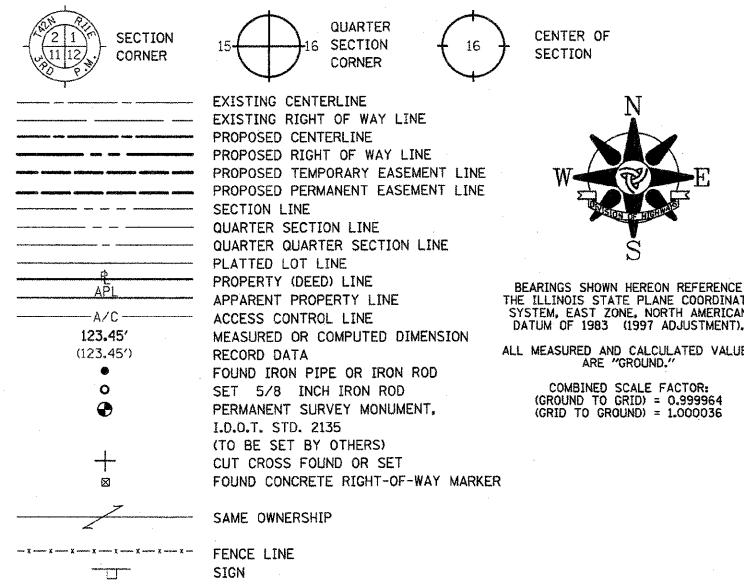 T42N R11E
2 1
11 12
3RD P.M.
SECTION
CORNER
15 16
QUARTER
SECTION
CORNER
16
CENTER OF
SECTION
EXISTING CENTERLINE
EXISTING RIGHT OF WAY LINE
PROPOSED CENTERLINE
PROPOSED RIGHT OF WAY LINE
PROPOSED TEMPORARY EASEMENT LINE
PROPOSED PERMANENT EASEMENT LINE
SECTION LINE
QUARTER SECTION LINE
QUARTER QUARTER SECTION LINE
PLATTED LOT LINE
PL PROPERTY (DEED) LINE
APL APPARENT PROPERTY LINE
A/C ACCESS CONTROL LINE
123.45' MEASURED OR COMPUTED DIMENSION
(123.45') RECORD DATA
FOUND IRON PIPE OR IRON ROD
SET 5/8 INCH IRON ROD
PERMANENT SURVEY MONUMENT,
I.D.O.T. STD. 2135
(TO BE SET BY OTHERS)
CUT CROSS FOUND OR SET
FOUND CONCRETE RIGHT-OF-WAY MARKER
SAME OWNERSHIP
x x x x x x x x x FENCE LINE
SIGN
N
W E
DIVISION OF HIGHWAYS
S
BEARINGS SHOWN HEREON REFERENCE
THE ILLINOIS STATE PLANE COORDINAT
SYSTEM, EAST ZONE, NORTH AMERICAN
DATUM OF 1983 (1997 ADJUSTMENT).
ALL MEASURED AND CALCULATED VALUE
ARE "GROUND."
COMBINED SCALE FACTOR:
(GROUND TO GRID) = 0.999964
(GRID TO GROUND) = 1.000036